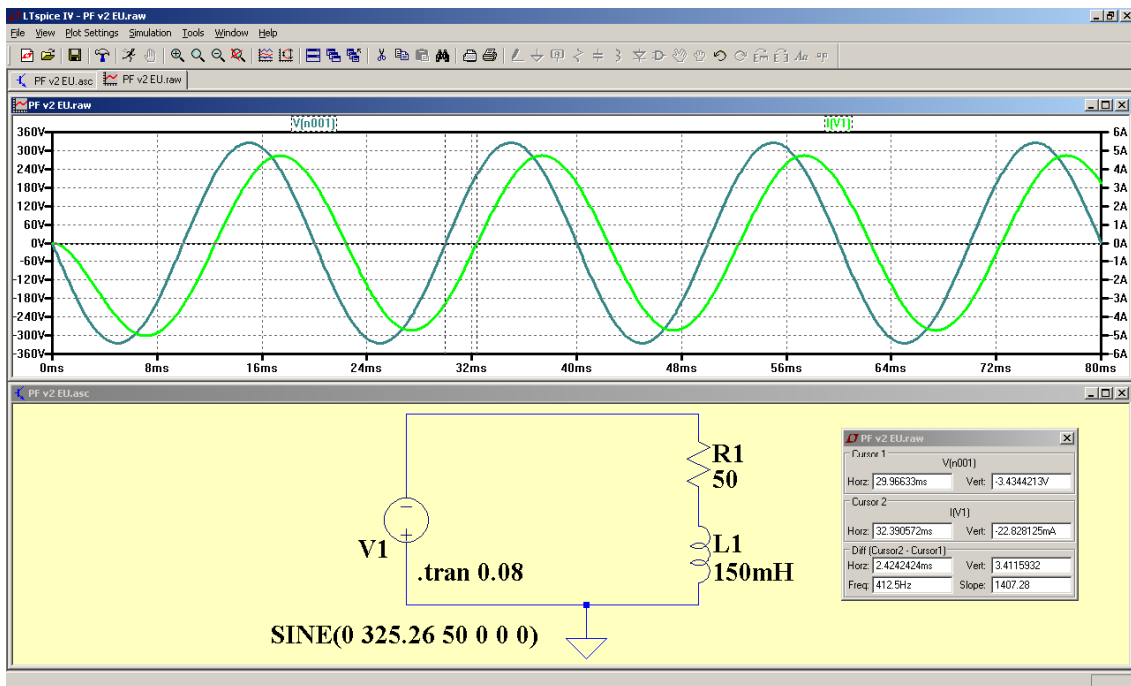 LTspice IV - PF v2 EU.raw
File View Plot Settings Simulation Tools Window Help
PF v2 EU.asc PF v2 EU.raw
PF v2 EU.raw
V(n001) I(V1)
360V 6A
300V 5A
240V 4A
180V 3A
120V 2A
60V 1A
0V 0A
-60V -1A
-120V -2A
-180V -3A
-240V -4A
-300V -5A
-360V -6A
0ms 8ms 16ms 24ms 32ms 40ms 48ms 56ms 64ms 72ms 80ms
PF v2 EU.asc
R1
50
V1
L1
150mH
.tran 0.08
SINE(0 325.26 50 0 0 0)
PF v2 EU.raw
Cursor 1
V(n001)
Horz: 29.96633ms Vert: -3.4344213V
Cursor 2
I(V1)
Horz: 32.390572ms Vert: -22.828125mA
Diff (Cursor2 - Cursor1)
Horz: 2.4242424ms Vert: 3.4115932
Freq: 412.5Hz Slope: 1407.28